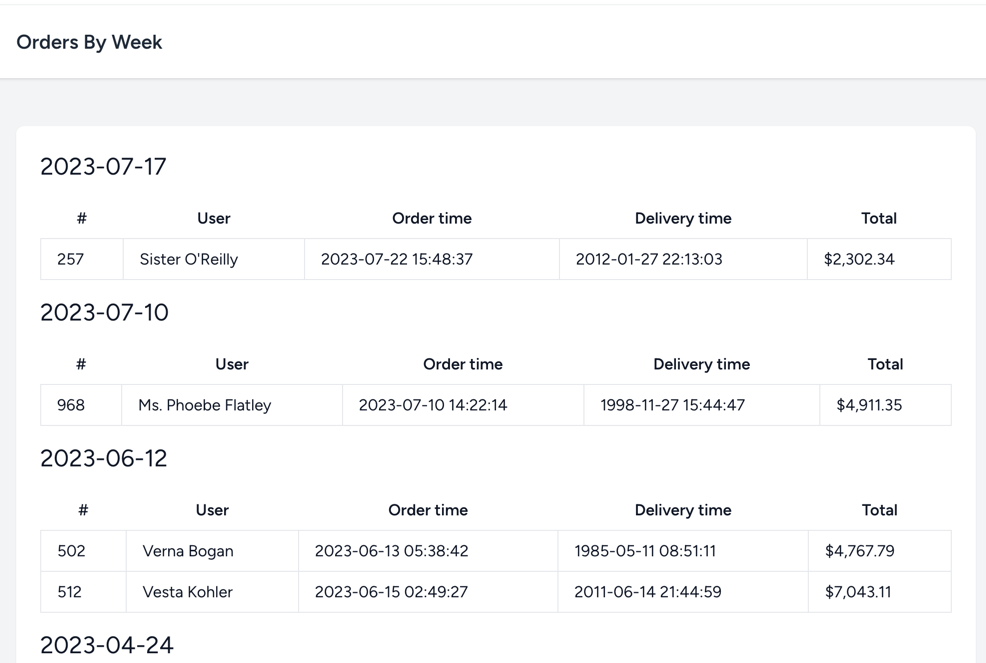 Orders By Week
2023-07-17
# User Order time Delivery time Total
257 Sister O'Reilly 2023-07-22 15:48:37 2012-01-27 22:13:03 $2,302.34
2023-07-10
# User Order time Delivery time Total
968 Ms. Phoebe Flatley 2023-07-10 14:22:14 1998-11-27 15:44:47 $4,911.35
2023-06-12
# User Order time Delivery time Total
502 Verna Bogan 2023-06-13 05:38:42 1985-05-11 08:51:11 $4,767.79
512 Vesta Kohler 2023-06-15 02:49:27 2011-06-14 21:44:59 $7,043.11
2023-04-24